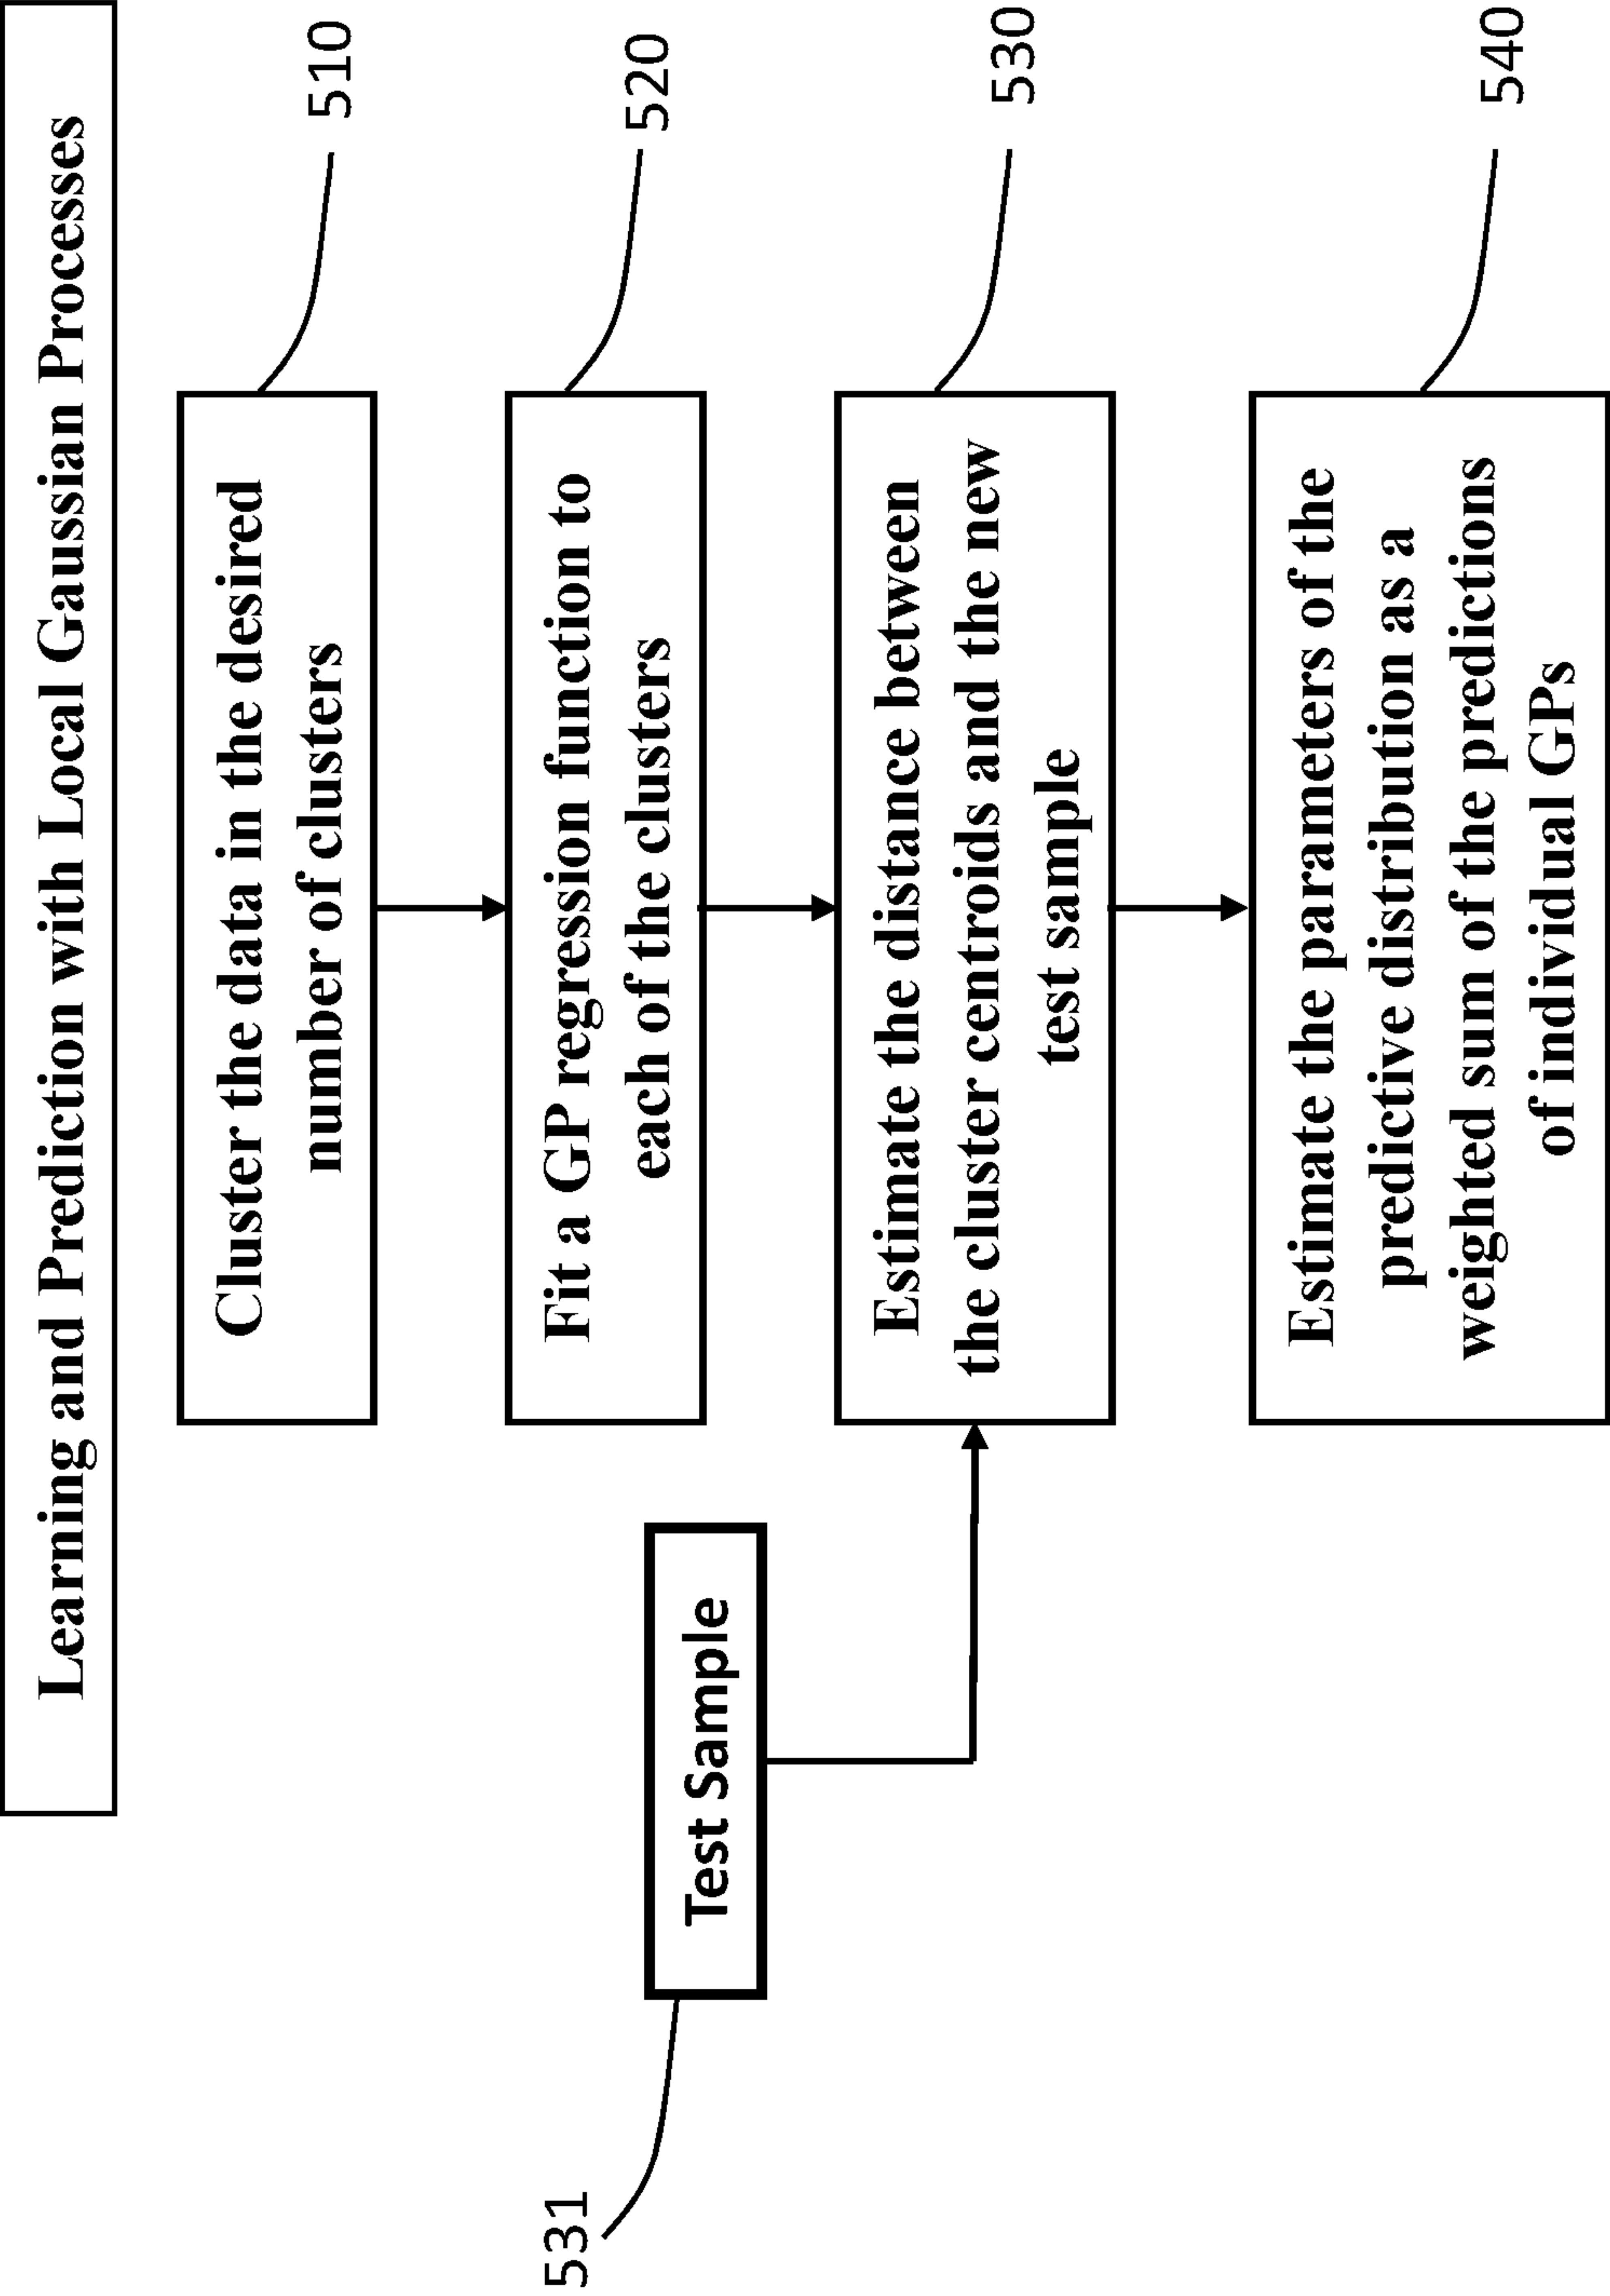 Learning and Prediction with Local Gaussian Processes
Cluster the data in the desired
number of clusters
510
Fit a GP regression function to
each of the clusters
520
Test Sample
531
Estimate the distance between
the cluster centroids and the new
test sample
530
Estimate the parameters of the
predictive distribution as a
weighted sum of the predictions
of individual GPs
540